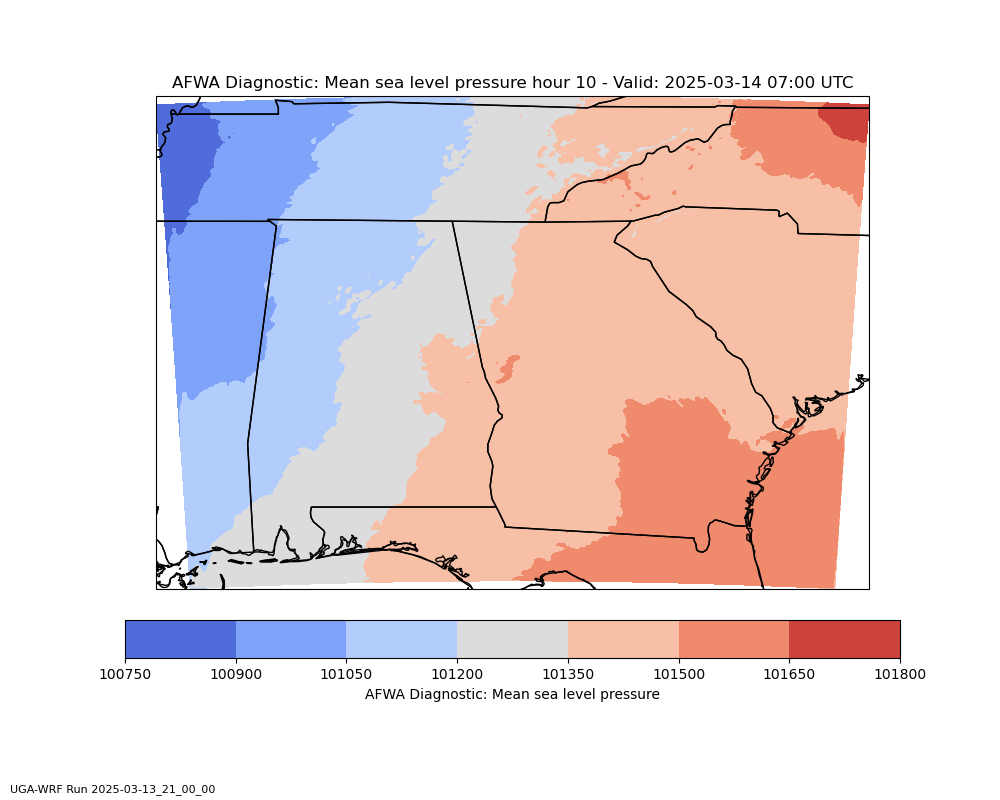 AFWA Diagnostic: Mean sea level pressure hour 10 - Valid: 2025-03-14 07:00 UTC
100750 100900 101050 101200 101350 101500 101650 101800
AFWA Diagnostic: Mean sea level pressure
UGA-WRF Run 2025-03-13_21_00_00